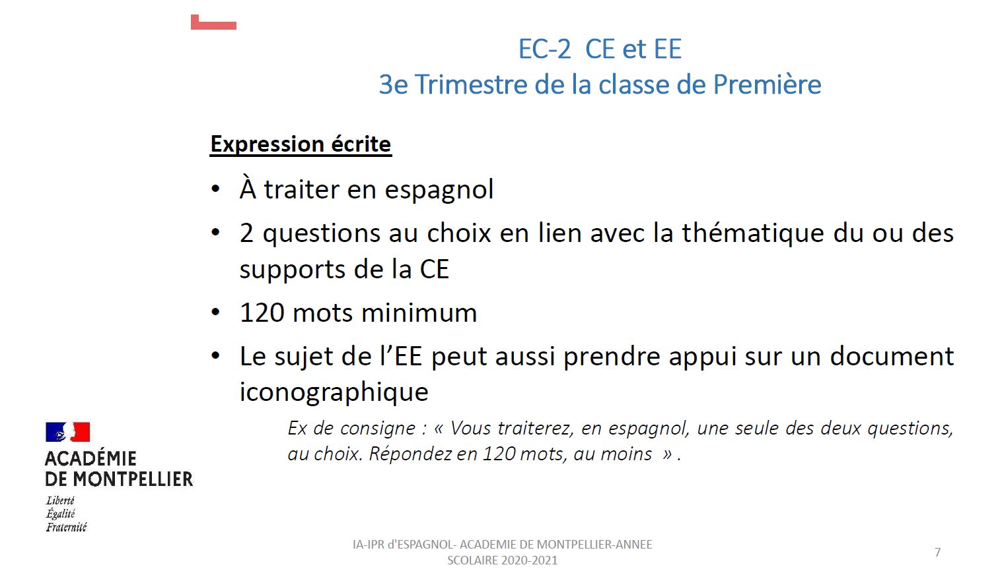 EC-2 CE et EE
3e Trimestre de la classe de Première
Expression écrite
• À traiter en espagnol
• 2 questions au choix en lien avec la thématique du ou des
supports de la CE
• 120 mots minimum
• Le sujet de l’EE peut aussi prendre appui sur un document
iconographique
Ex de consigne : « Vous traiterez, en espagnol, une seule des deux questions,
au choix. Répondez en 120 mots, au moins » .
ACADÉMIE
DE MONTPELLIER
Liberté
Égalité
Fraternité
IA-IPR d'ESPAGNOL- ACADEMIE DE MONTPELLIER-ANNEE
SCOLAIRE 2020-2021
7